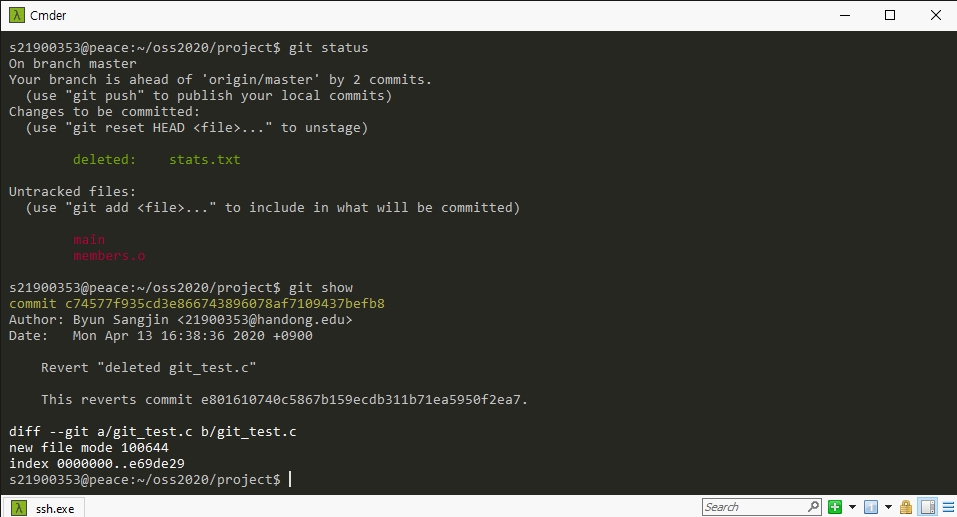 Cmder
s21900353@peace:~/oss2020/project$ git status
On branch master
Your branch is ahead of 'origin/master' by 2 commits.
  (use "git push" to publish your local commits)
Changes to be committed:
  (use "git reset HEAD <file>..." to unstage)
        deleted:    stats.txt
Untracked files:
  (use "git add <file>..." to include in what will be committed)
        main
        members.o
s21900353@peace:~/oss2020/project$ git show
commit c74577f935cd3e866743896078af7109437befb8
Author: Byun Sangjin <21900353@handong.edu>
Date:   Mon Apr 13 16:38:36 2020 +0900
    Revert "deleted git_test.c"
    This reverts commit e801610740c5867b159ecdb311b71ea5950f2ea7.
diff --git a/git_test.c b/git_test.c
new file mode 100644
index 0000000..e69de29
s21900353@peace:~/oss2020/project$
ssh.exe
Search